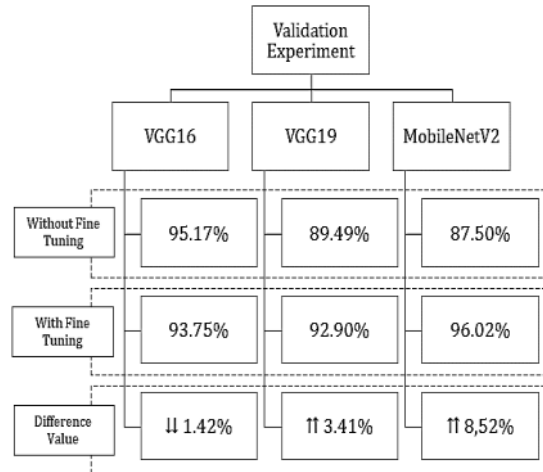 Validation
Experiment
VGG16
VGG19
MobileNetV2
Without Fine
Tuning
95.17%
89.49%
87.50%
With Fine
Tuning
93.75%
92.90%
96.02%
Difference
Value
⇊ 1.42%
⇈ 3.41%
⇈ 8,52%